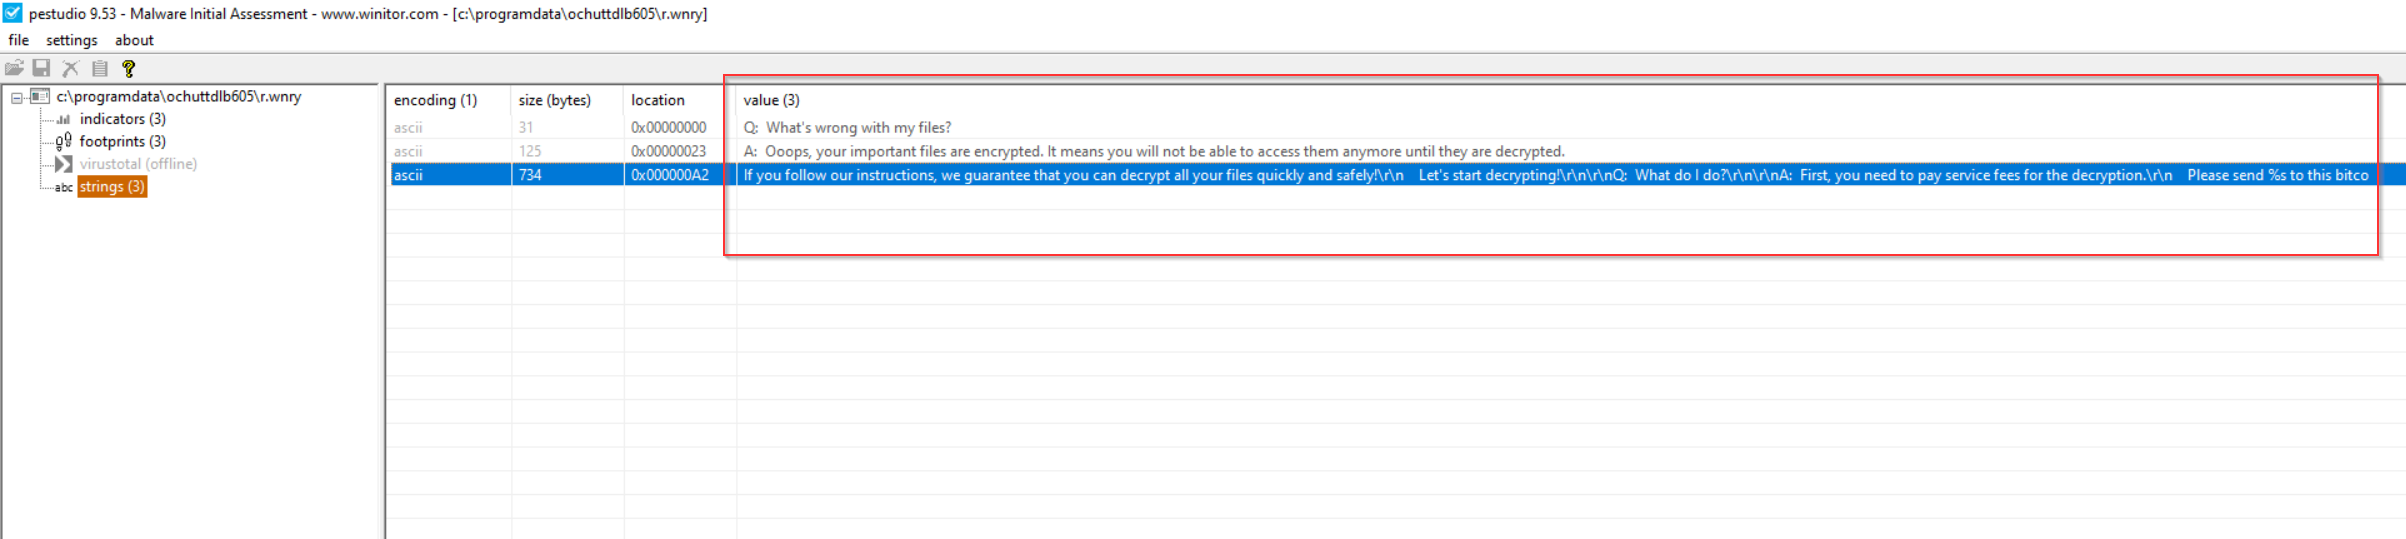 pestudio 9.53 - Malware Initial Assessment - www.winitor.com - [c:\programdata\ochuttdlb605\r.wnry]
file settings about
c:\programdata\ochuttdlb605\r.wnry
indicators (3)
footprints (3)
virustotal (offline)
abc strings (3)
encoding (1) size (bytes) location value (3)
ascii 31 0x00000000 Q: What's wrong with my files?
ascii 125 0x00000023 A: Ooops, your important files are encrypted. It means you will not be able to access them anymore until they are decrypted.
ascii 734 0x000000A2 If you follow our instructions, we guarantee that you can decrypt all your files quickly and safely!\r\n Let's start decrypting!\r\n\r\nQ: What do I do?\r\n\r\nA: First, you need to pay service fees for the decryption.\r\n Please send %s to this bitco